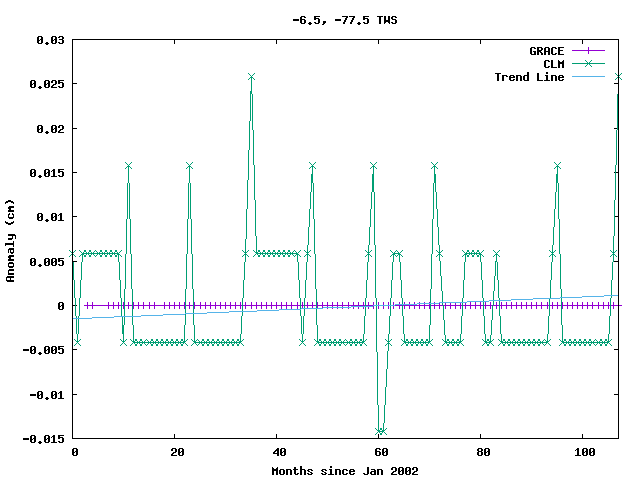 -6.5, -77.5 TWS
GRACE
CLM
Trend Line
0.03
0.025
0.02
0.015
0.01
0.005
0
-0.005
-0.01
-0.015
Anomaly (cm)
0 20 40 60 80 100
Months since Jan 2002